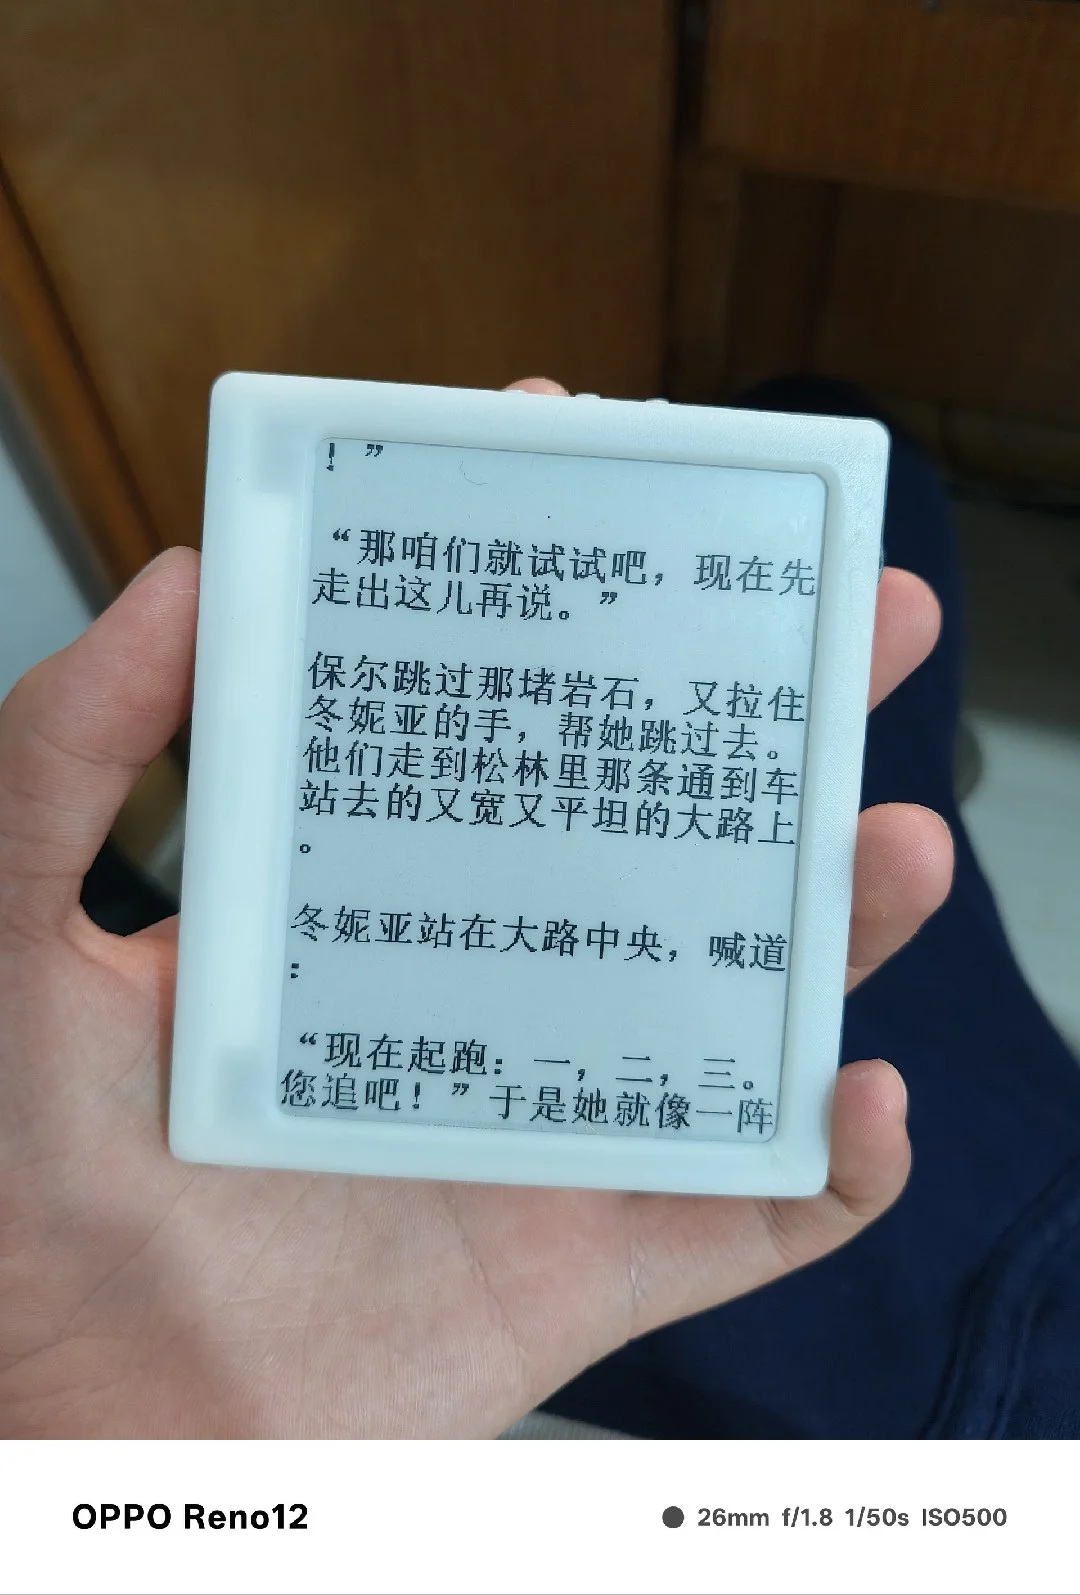 ！”
“那咱们就试试吧，现在先
走出这儿再说。”
保尔跳过那堵岩石，又拉住
冬妮亚的手，帮她跳过去。
他们走到松林里那条通到车
站去的又宽又平坦的大路上
。
冬妮亚站在大路中央，喊道
：
“现在起跑：一，二，三。
您追吧！”于是她就像一阵
OPPO Reno12
26mm f/1.8 1/50s ISO500